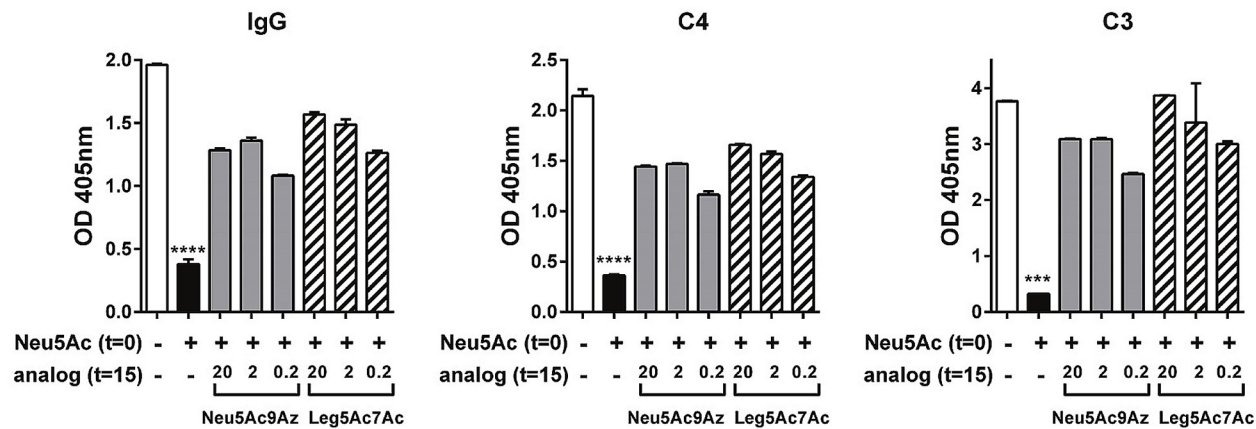 IgG
C4
C3
2.0
1.5
1.0
0.5
0.0
OD 405nm
****
2.5
2.0
1.5
1.0
0.5
0.0
OD 405nm
****
4
3
2
1
0
OD 405nm
***
Neu5Ac (t=0) - + + + + + + +
analog (t=15) - - 20 2 0.2 20 2 0.2
Neu5Ac9Az Leg5Ac7Ac
Neu5Ac (t=0) - + + + + + + +
analog (t=15) - - 20 2 0.2 20 2 0.2
Neu5Ac9Az Leg5Ac7Ac
Neu5Ac (t=0) - + + + + + + +
analog (t=15) - - 20 2 0.2 20 2 0.2
Neu5Ac9Az Leg5Ac7Ac